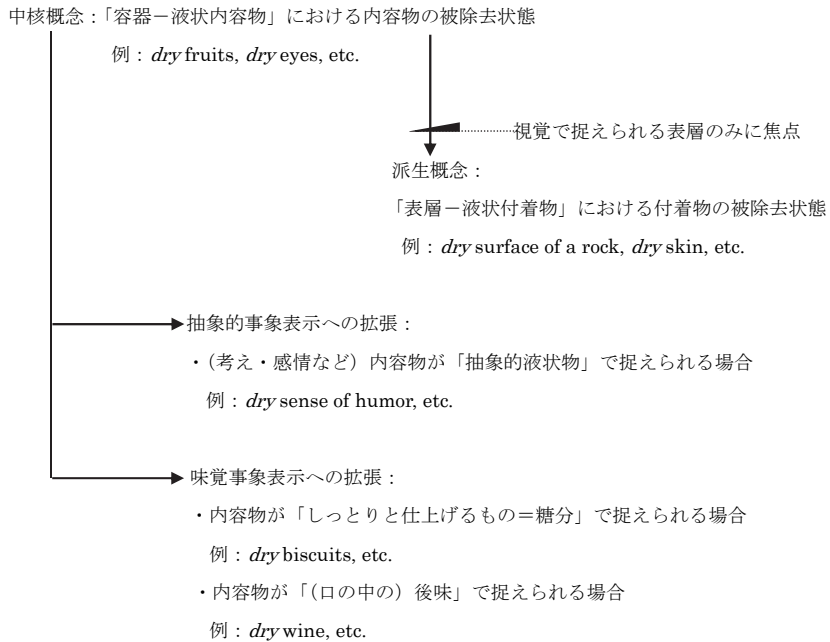 中核概念：「容器－液状内容物」における内容物の被除去状態
例：dry fruits, dry eyes, etc.
視覚で捉えられる表層のみに焦点
派生概念：
「表層－液状付着物」における付着物の被除去状態
例：dry surface of a rock, dry skin, etc.
抽象的事象表示への拡張：
・（考え・感情など）内容物が「抽象的液状物」で捉えられる場合
例：dry sense of humor, etc.
味覚事象表示への拡張：
・内容物が「しっとりと仕上げるもの＝糖分」で捉えられる場合
例：dry biscuits, etc.
・内容物が「（口の中の）後味」で捉えられる場合
例：dry wine, etc.